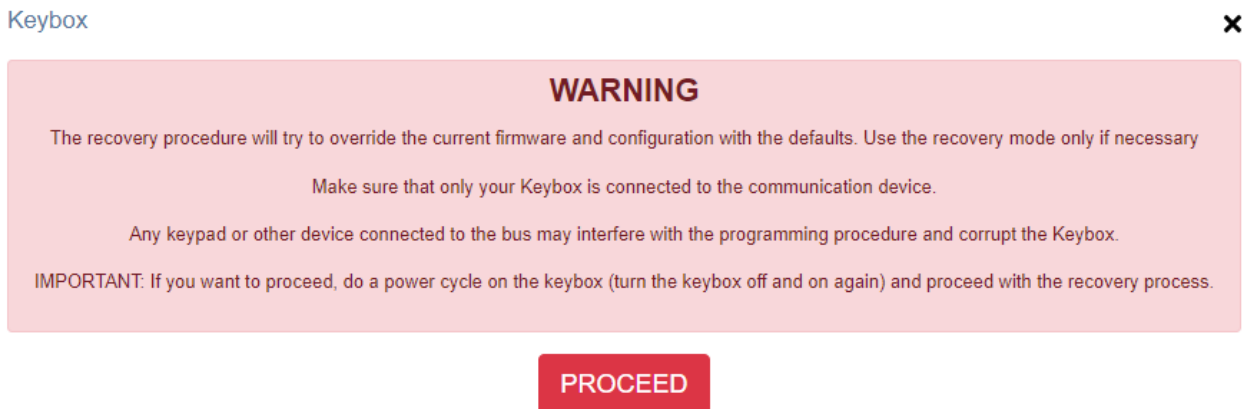 Keybox
WARNING
The recovery procedure will try to override the current firmware and configuration with the defaults. Use the recovery mode only if necessary
Make sure that only your Keybox is connected to the communication device.
Any keypad or other device connected to the bus may interfere with the programming procedure and corrupt the Keybox.
IMPORTANT: If you want to proceed, do a power cycle on the keybox (turn the keybox off and on again) and proceed with the recovery process.
PROCEED